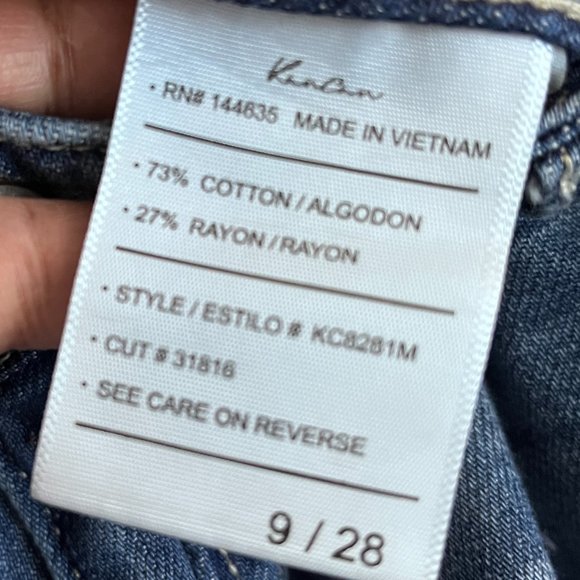 KanCan
• RN# 144635 MADE IN VIETNAM
• 73% COTTON / ALGODON
• 27% RAYON / RAYON
• STYLE / ESTILO # KC8281M
• CUT # 31816
• SEE CARE ON REVERSE
9 / 28